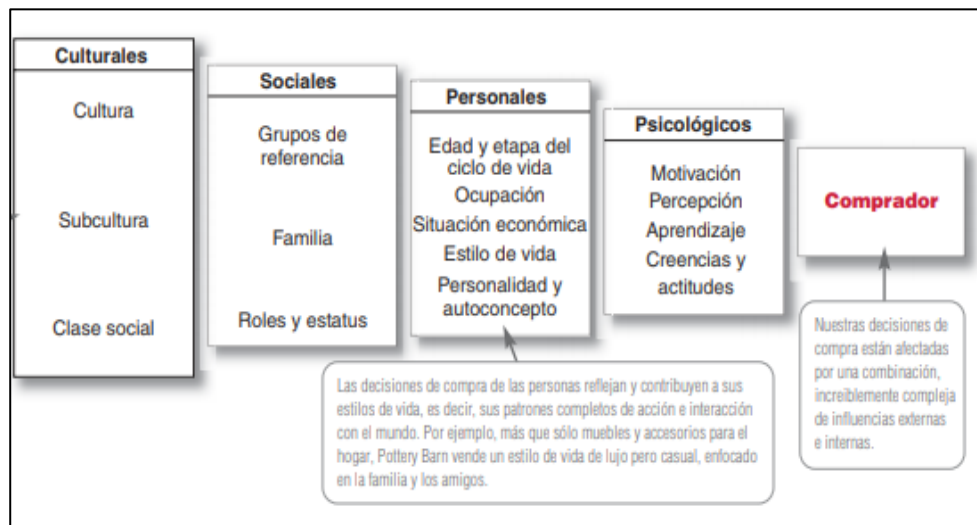 Culturales
Cultura
Subcultura
Clase social
Sociales
Grupos de
referencia
Familia
Roles y estatus
Personales
Edad y etapa del
ciclo de vida
Ocupación
Situación económica
Estilo de vida
Personalidad y
autoconcepto
Psicológicos
Motivación
Percepción
Aprendizaje
Creencias y
actitudes
Comprador
Las decisiones de compra de las personas reflejan y contribuyen a sus
estilos de vida, es decir, sus patrones completos de acción e interacción
con el mundo. Por ejemplo, más que sólo muebles y accesorios para el
hogar, Pottery Barn vende un estilo de vida de lujo pero casual, enfocado
en la familia y los amigos.
Nuestras decisiones de
compra están afectadas
por una combinación,
increíblemente compleja
de influencias externas
e internas.